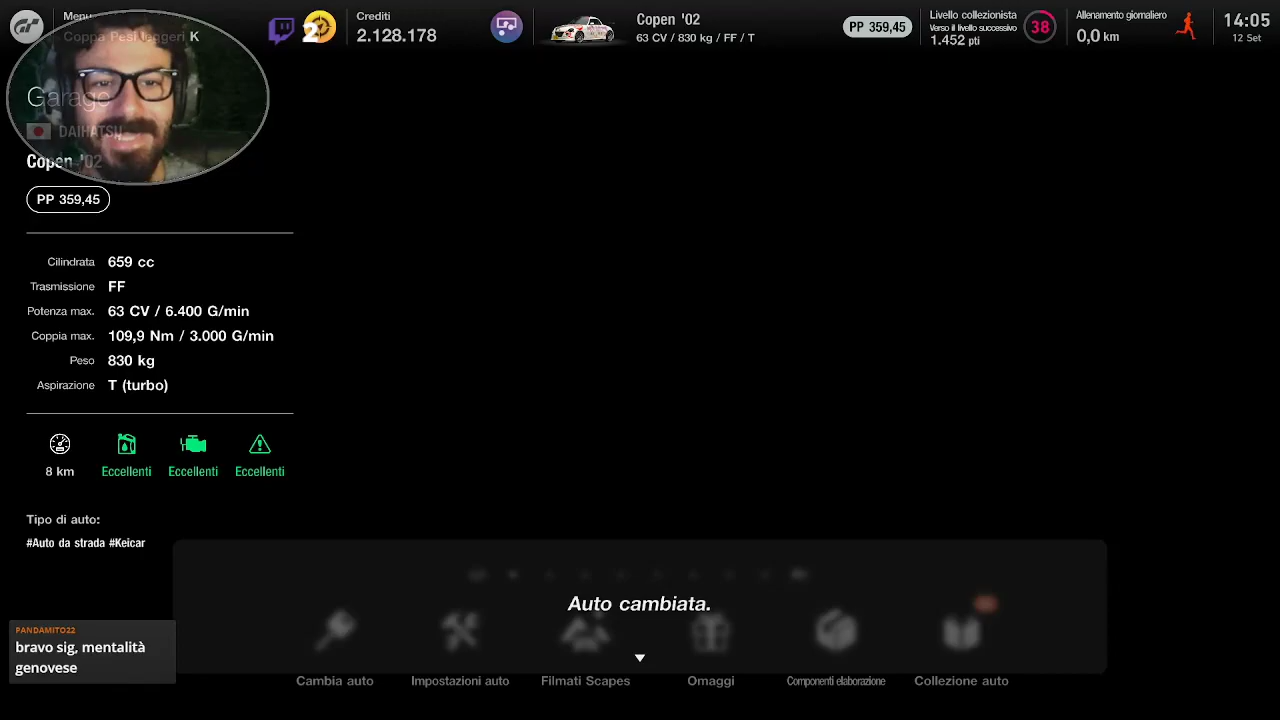 Menu
Coppa Pesi leggeri K
2
Crediti
2.128.178
Copen '02
63 CV / 830 kg / FF / T
PP 359,45
Livello collezionista
Verso il livello successivo
1.452 pti
38
Allenamento giornaliero
0,0 km
14:05
12 Set
Garage
DAIHATSU
Copen '02
PP 359,45
Cilindrata 659 cc
Trasmissione FF
Potenza max. 63 CV / 6.400 G/min
Coppia max. 109,9 Nm / 3.000 G/min
Peso 830 kg
Aspirazione T (turbo)
8 km Eccellenti Eccellenti Eccellenti
Tipo di auto:
#Auto da strada #Keicar
Auto cambiata.
PANDAMITO22
bravo sig, mentalità
genovese
Cambia auto Impostazioni auto Filmati Scapes Omaggi Componenti elaborazione Collezione auto